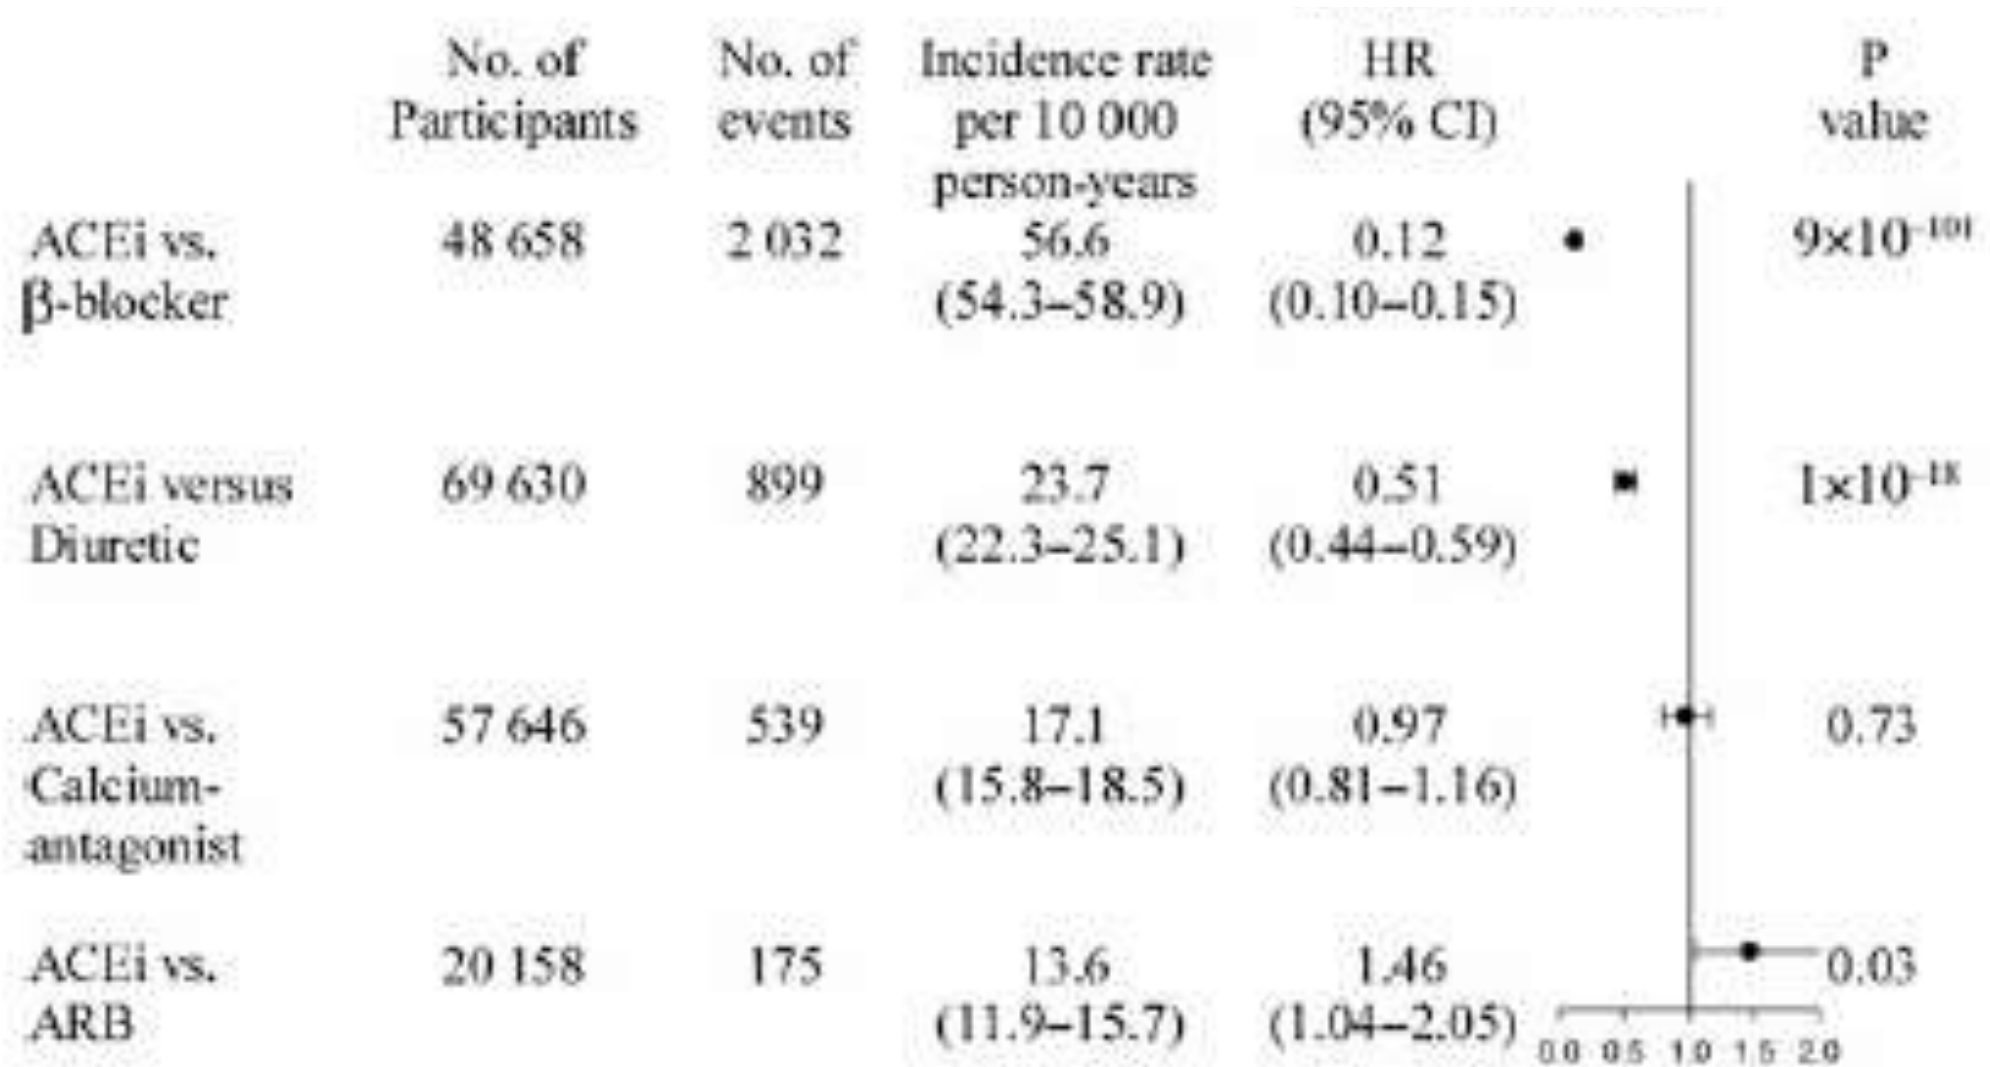 No. of Participants No. of events Incidence rate per 10 000 person-years HR (95% CI) P value
ACEi vs. 48 658 2 032 56.6 0.12 9×10⁻¹⁰¹
β-blocker (54.3–58.9) (0.10–0.15)
ACEi versus 69 630 899 23.7 0.51 1×10⁻¹⁸
Diuretic (22.3–25.1) (0.44–0.59)
ACEi vs. 57 646 539 17.1 0.97 0.73
Calcium- (15.8–18.5) (0.81–1.16)
antagonist
ACEi vs. 20 158 175 13.6 1.46 0.03
ARB (11.9–15.7) (1.04–2.05)
0.0 0.5 1.0 1.5 2.0